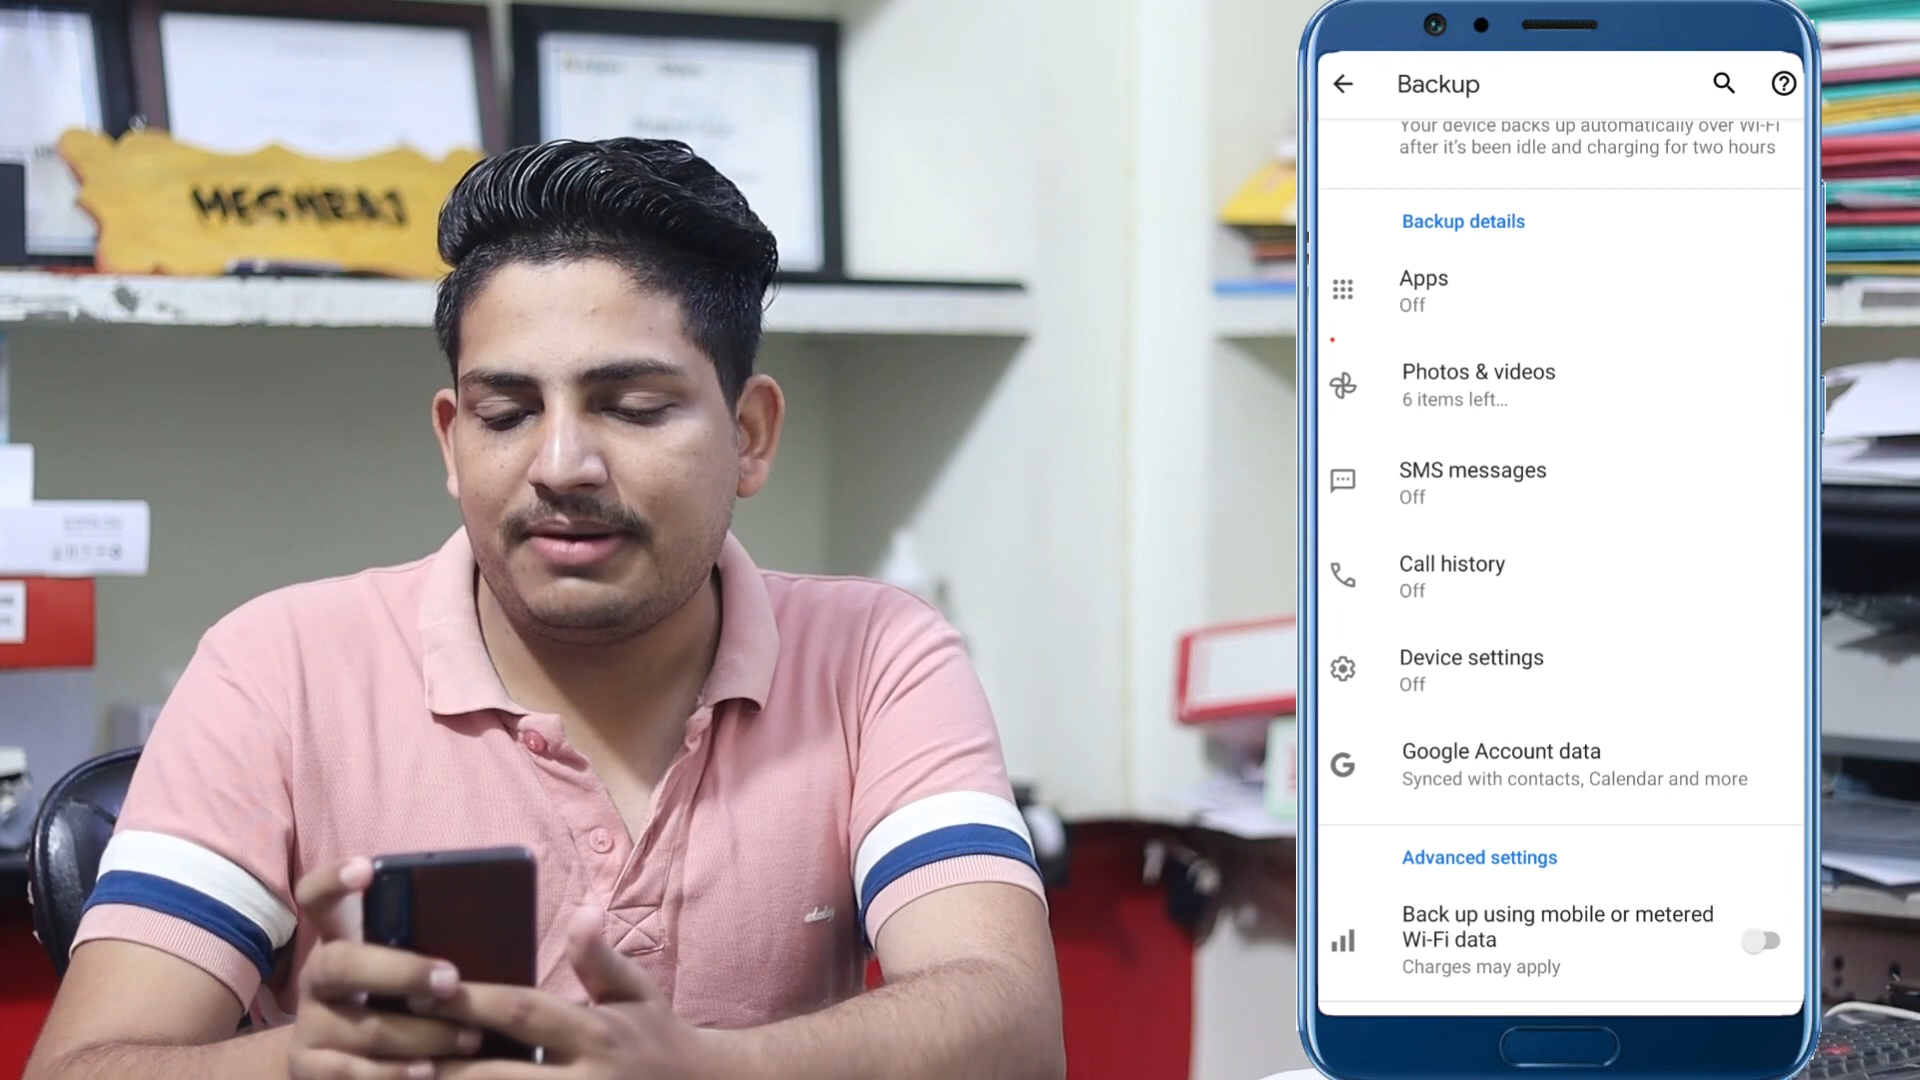 MEGHRAJ
Backup
Your device backs up automatically over Wi-Fi
after it's been idle and charging for two hours
Backup details
Apps
Off
Photos & videos
6 items left...
SMS messages
Off
Call history
Off
Device settings
Off
Google Account data
Synced with contacts, Calendar and more
Advanced settings
Back up using mobile or metered
Wi-Fi data
Charges may apply